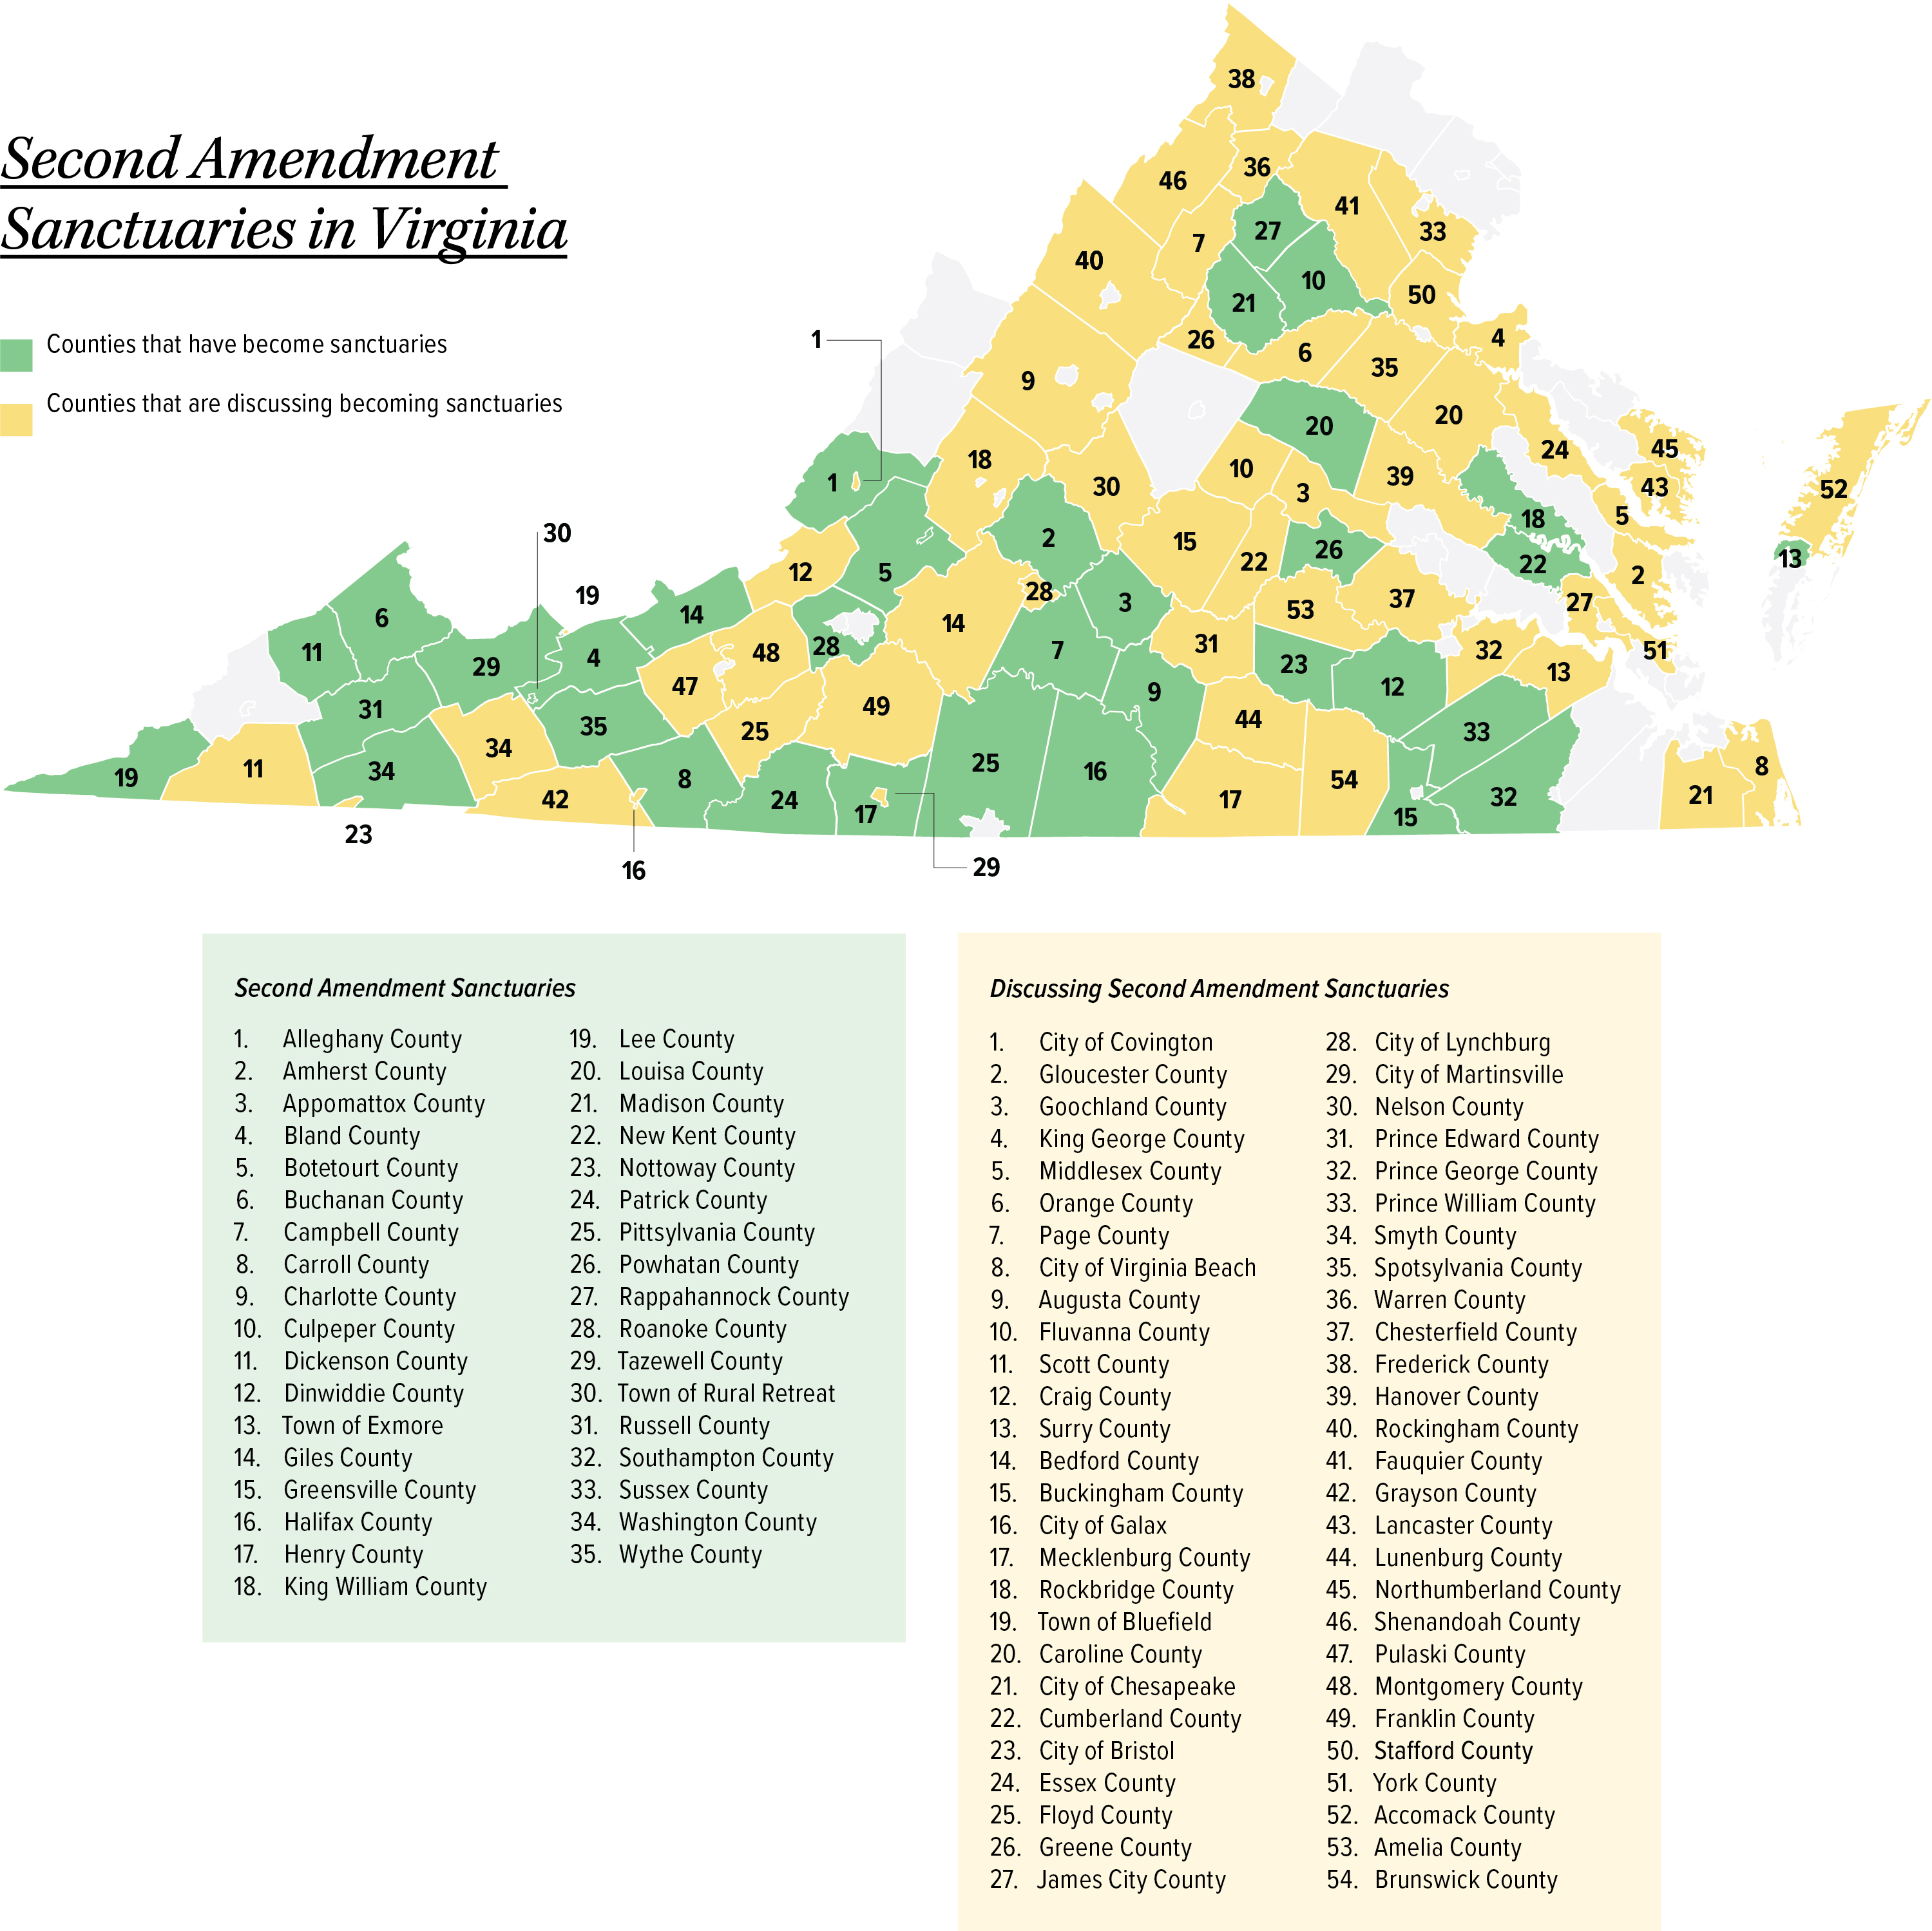 Second Amendment
Sanctuaries in Virginia
Counties that have become sanctuaries
Counties that are discussing becoming sanctuaries
38
36
46
41
27
33
7
40
10
50
21
1
26
4
6
35
9
20
20
45
24
18
10
39
1
30
3
43
52
5
18
30
2
15
26
13
22
22
12
5
2
28
19
3
27
53
37
14
14
6
31
28
7
48
4
11
32
51
29
23
13
47
12
9
49
31
44
35
25
33
34
25
8
11
34
16
19
8
54
21
32
42
24
17
17
15
23
29
16
Second Amendment Sanctuaries
1. Alleghany County
2. Amherst County
3. Appomattox County
4. Bland County
5. Botetourt County
6. Buchanan County
7. Campbell County
8. Carroll County
9. Charlotte County
10. Culpeper County
11. Dickenson County
12. Dinwiddie County
13. Town of Exmore
14. Giles County
15. Greensville County
16. Halifax County
17. Henry County
18. King William County
19. Lee County
20. Louisa County
21. Madison County
22. New Kent County
23. Nottoway County
24. Patrick County
25. Pittsylvania County
26. Powhatan County
27. Rappahannock County
28. Roanoke County
29. Tazewell County
30. Town of Rural Retreat
31. Russell County
32. Southampton County
33. Sussex County
34. Washington County
35. Wythe County
Discussing Second Amendment Sanctuaries
1. City of Covington
2. Gloucester County
3. Goochland County
4. King George County
5. Middlesex County
6. Orange County
7. Page County
8. City of Virginia Beach
9. Augusta County
10. Fluvanna County
11. Scott County
12. Craig County
13. Surry County
14. Bedford County
15. Buckingham County
16. City of Galax
17. Mecklenburg County
18. Rockbridge County
19. Town of Bluefield
20. Caroline County
21. City of Chesapeake
22. Cumberland County
23. City of Bristol
24. Essex County
25. Floyd County
26. Greene County
27. James City County
28. City of Lynchburg
29. City of Martinsville
30. Nelson County
31. Prince Edward County
32. Prince George County
33. Prince William County
34. Smyth County
35. Spotsylvania County
36. Warren County
37. Chesterfield County
38. Frederick County
39. Hanover County
40. Rockingham County
41. Fauquier County
42. Grayson County
43. Lancaster County
44. Lunenburg County
45. Northumberland County
46. Shenandoah County
47. Pulaski County
48. Montgomery County
49. Franklin County
50. Stafford County
51. York County
52. Accomack County
53. Amelia County
54. Brunswick County